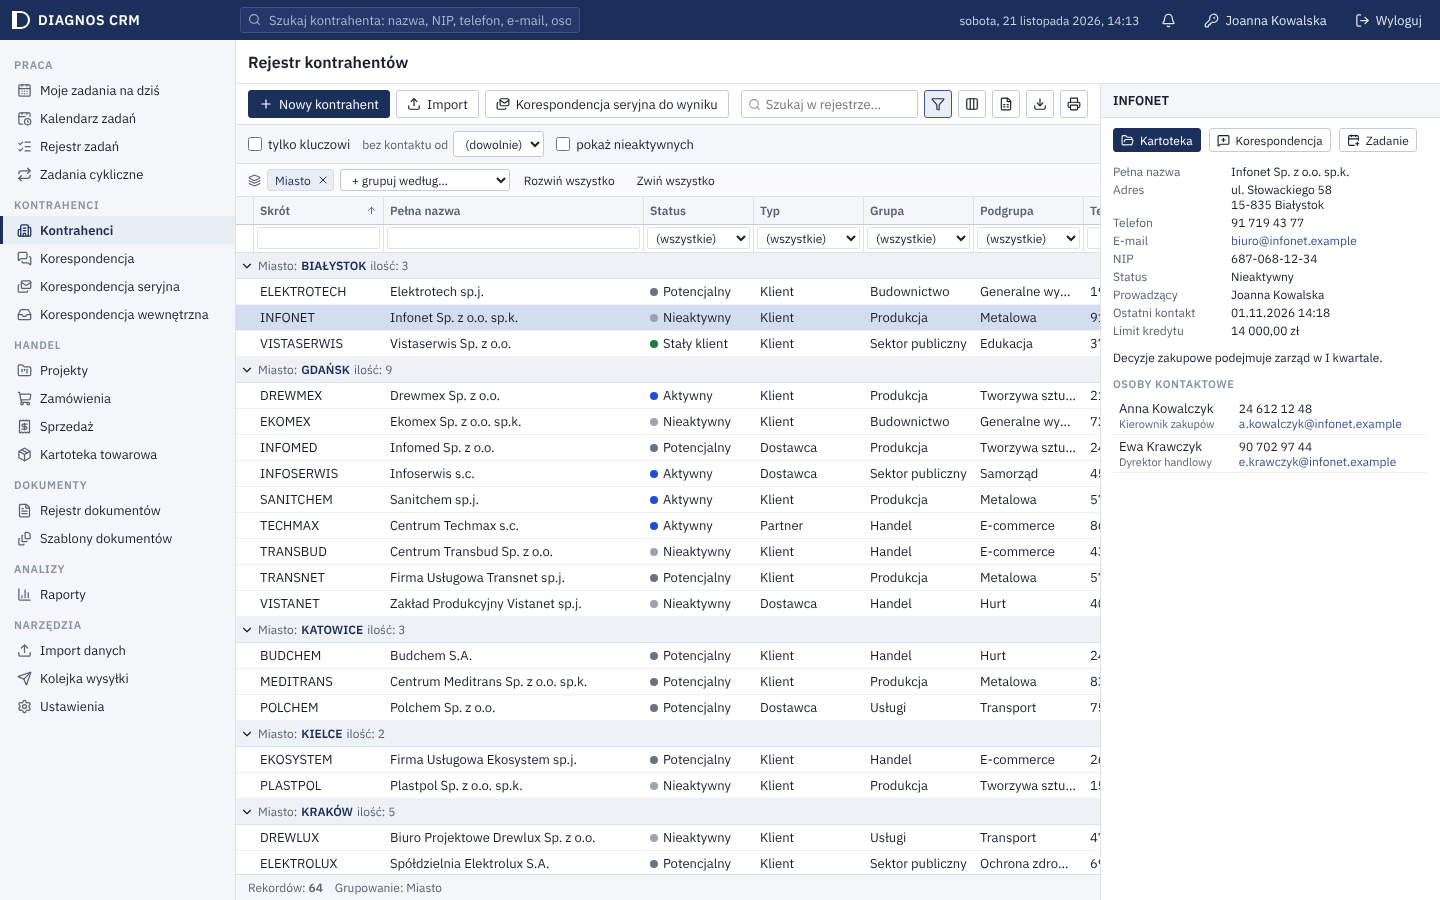 DIAGNOS CRM
Szukaj kontrahenta: nazwa, NIP, telefon, e-mail, oso
sobota, 21 listopada 2026, 14:13
Joanna Kowalska
Wyloguj
PRACA
Moje zadania na dziś
Kalendarz zadań
Rejestr zadań
Zadania cykliczne
KONTRAHENCI
Kontrahenci
Korespondencja
Korespondencja seryjna
Korespondencja wewnętrzna
HANDEL
Projekty
Zamówienia
Sprzedaż
Kartoteka towarowa
DOKUMENTY
Rejestr dokumentów
Szablony dokumentów
ANALIZY
Raporty
NARZĘDZIA
Import danych
Kolejka wysyłki
Ustawienia
Rejestr kontrahentów
Nowy kontrahent Import Korespondencja seryjna do wyniku Szukaj w rejestrze...
tylko kluczowi bez kontaktu od (dowolnie) pokaż nieaktywnych
Miasto + grupuj według... Rozwiń wszystko Zwiń wszystko
Skrót Pełna nazwa Status Typ Grupa Podgrupa
(wszystkie) (wszystkie) (wszystkie) (wszystkie)
Miasto: BIAŁYSTOK ilość: 3
ELEKTROTECH Elektrotech sp.j. Potencjalny Klient Budownictwo Generalne wy...
INFONET Infonet Sp. z o.o. sp.k. Nieaktywny Klient Produkcja Metalowa
VISTASERWIS Vistaserwis Sp. z o.o. Stały klient Klient Sektor publiczny Edukacja
Miasto: GDAŃSK ilość: 9
DREWMEX Drewmex Sp. z o.o. Aktywny Klient Produkcja Tworzywa sztu...
EKOMEX Ekomex Sp. z o.o. sp.k. Nieaktywny Klient Budownictwo Generalne wy...
INFOMED Infomed Sp. z o.o. Potencjalny Dostawca Produkcja Tworzywa sztu...
INFOSERWIS Infoserwis s.c. Aktywny Dostawca Sektor publiczny Samorząd
SANITCHEM Sanitchem sp.j. Aktywny Klient Produkcja Metalowa
TECHMAX Centrum Techmax s.c. Aktywny Partner Handel E-commerce
TRANSBUD Centrum Transbud Sp. z o.o. Nieaktywny Klient Handel E-commerce
TRANSNET Firma Usługowa Transnet sp.j. Potencjalny Klient Produkcja Metalowa
VISTANET Zakład Produkcyjny Vistanet sp.j. Nieaktywny Dostawca Handel Hurt
Miasto: KATOWICE ilość: 3
BUDCHEM Budchem S.A. Potencjalny Klient Handel Hurt
MEDITRANS Centrum Meditrans Sp. z o.o. sp.k. Potencjalny Klient Produkcja Metalowa
POLCHEM Polchem Sp. z o.o. Potencjalny Dostawca Usługi Transport
Miasto: KIELCE ilość: 2
EKOSYSTEM Firma Usługowa Ekosystem sp.j. Potencjalny Klient Handel E-commerce
PLASTPOL Plastpol Sp. z o.o. sp.k. Nieaktywny Klient Produkcja Tworzywa sztu...
Miasto: KRAKÓW ilość: 5
DREWLUX Biuro Projektowe Drewlux Sp. z o.o. Nieaktywny Klient Usługi Transport
ELEKTROLUX Spółdzielnia Elektrolux S.A. Potencjalny Klient Sektor publiczny Ochrona zdro...
Rekordów: 64 Grupowanie: Miasto
INFONET
Kartoteka Korespondencja Zadanie
Pełna nazwa Infonet Sp. z o.o. sp.k.
Adres ul. Słowackiego 58
15-835 Białystok
Telefon 91 719 43 77
E-mail biuro@infonet.example
NIP 687-068-12-34
Status Nieaktywny
Prowadzący Joanna Kowalska
Ostatni kontakt 01.11.2026 14:18
Limit kredytu 14 000,00 zł
Decyzje zakupowe podejmuje zarząd w I kwartale.
OSOBY KONTAKTOWE
Anna Kowalczyk 24 612 12 48
Kierownik zakupów a.kowalczyk@infonet.example
Ewa Krawczyk 90 702 97 44
Dyrektor handlowy e.krawczyk@infonet.example